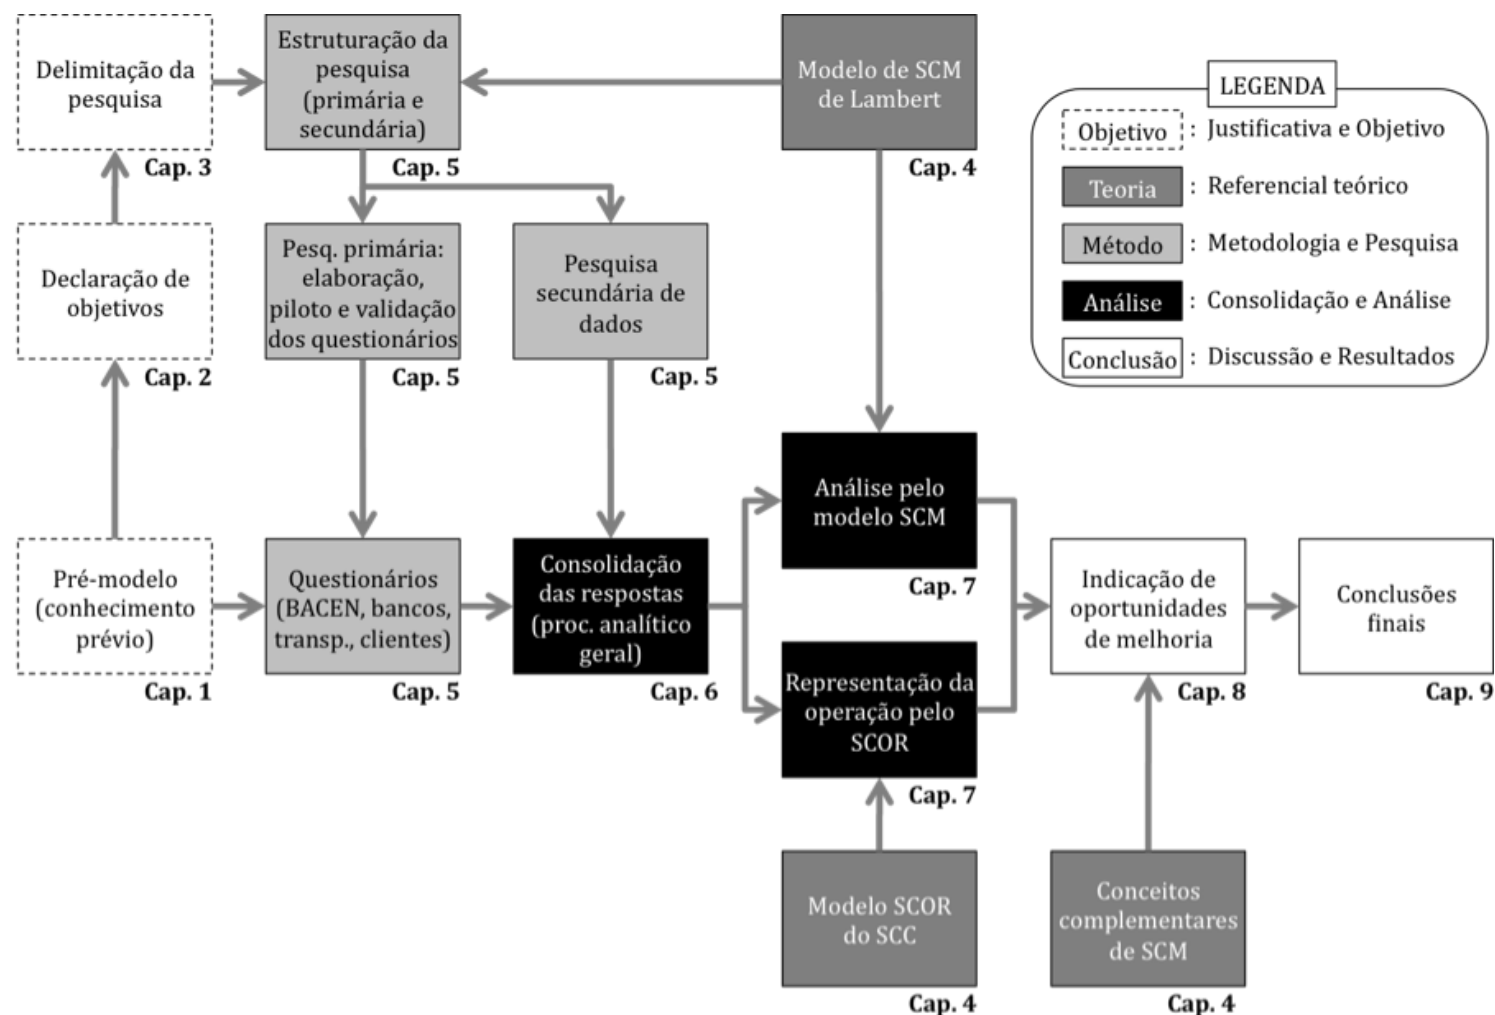 Delimitação da
pesquisa
Cap. 3
Estruturação da
pesquisa
(primária e
secundária)
Cap. 5
Modelo de SCM
de Lambert
Cap. 4
LEGENDA
Objetivo : Justificativa e Objetivo
Teoria : Referencial teórico
Método : Metodologia e Pesquisa
Análise : Consolidação e Análise
Conclusão : Discussão e Resultados
Declaração de
objetivos
Cap. 2
Pesq. primária:
elaboração,
piloto e validação
dos questionários
Cap. 5
Pesquisa
secundária de
dados
Cap. 5
Análise pelo
modelo SCM
Cap. 7
Pré-modelo
(conhecimento
prévio)
Cap. 1
Questionários
(BACEN, bancos,
transp., clientes)
Cap. 5
Consolidação
das respostas
(proc. analítico
geral)
Cap. 6
Representação da
operação pelo
SCOR
Cap. 7
Indicação de
oportunidades
de melhoria
Cap. 8
Conclusões
finais
Cap. 9
Modelo SCOR
do SCC
Cap. 4
Conceitos
complementares
de SCM
Cap. 4